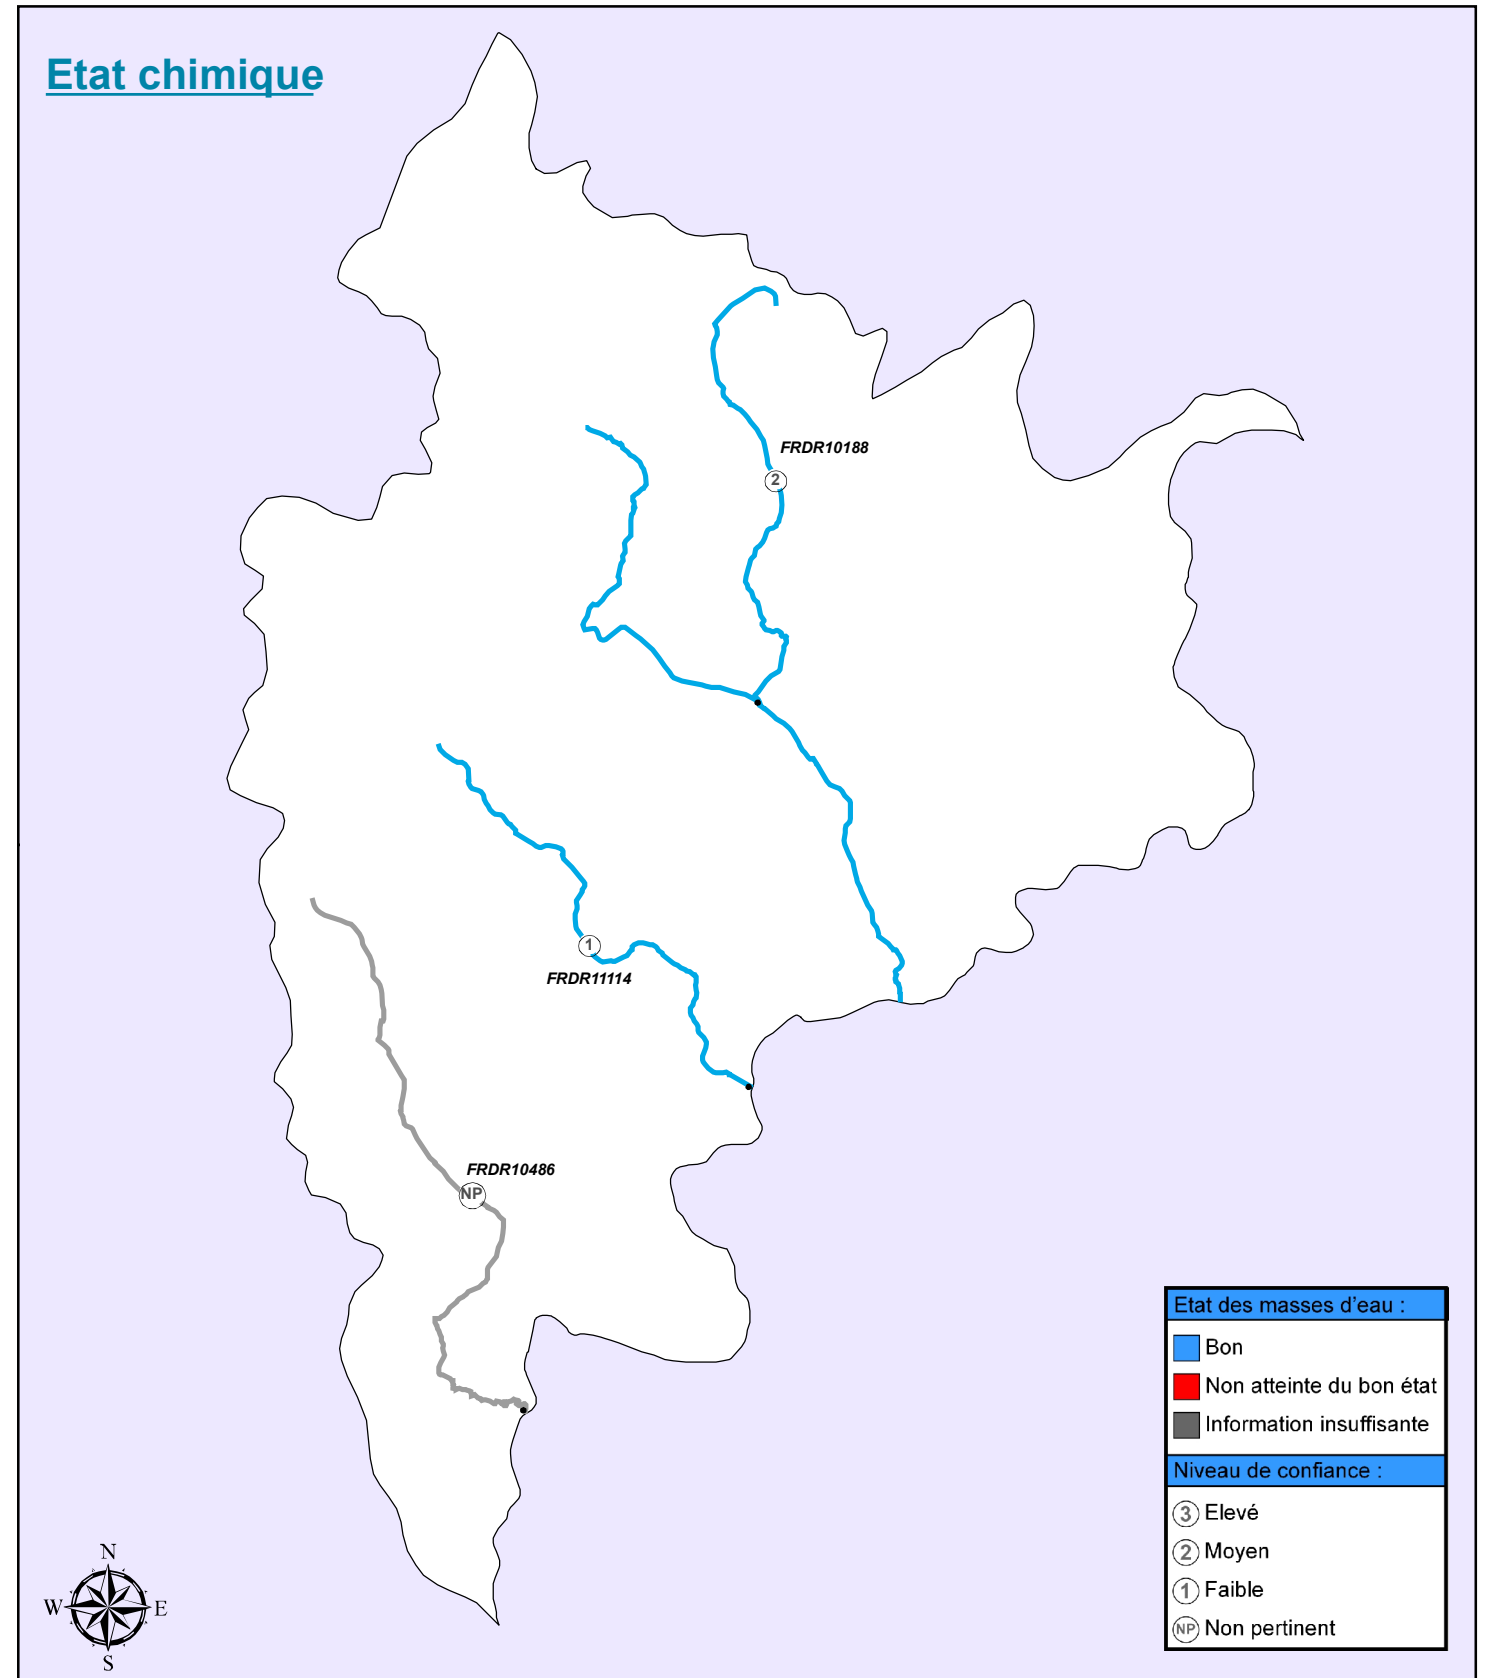 Etat chimique
FRDR10188
2
1
FRDR11114
FRDR10486
NP
Etat des masses d’eau :
Bon
Non atteinte du bon état
Information insuffisante
Niveau de confiance :
3 Elevé
2 Moyen
1 Faible
NP Non pertinent
N
W E
S